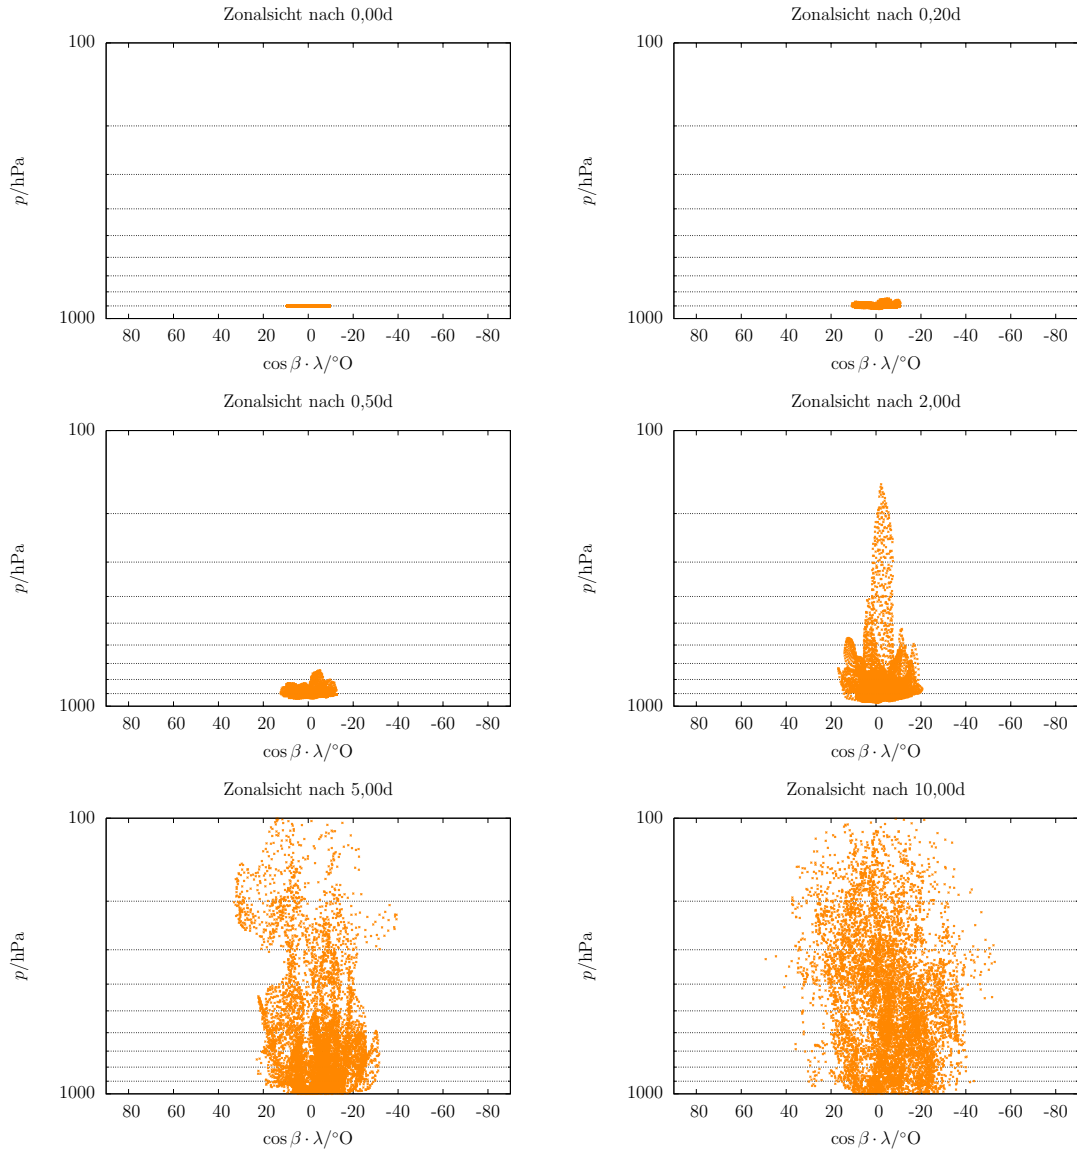 Zonalsicht nach 0,00d
100
p/hPa
1000
80 60 40 20 0 -20 -40 -60 -80
cos β · λ/°O
Zonalsicht nach 0,20d
100
p/hPa
1000
80 60 40 20 0 -20 -40 -60 -80
cos β · λ/°O
Zonalsicht nach 0,50d
100
p/hPa
1000
80 60 40 20 0 -20 -40 -60 -80
cos β · λ/°O
Zonalsicht nach 2,00d
100
p/hPa
1000
80 60 40 20 0 -20 -40 -60 -80
cos β · λ/°O
Zonalsicht nach 5,00d
100
p/hPa
1000
80 60 40 20 0 -20 -40 -60 -80
cos β · λ/°O
Zonalsicht nach 10,00d
100
p/hPa
1000
80 60 40 20 0 -20 -40 -60 -80
cos β · λ/°O